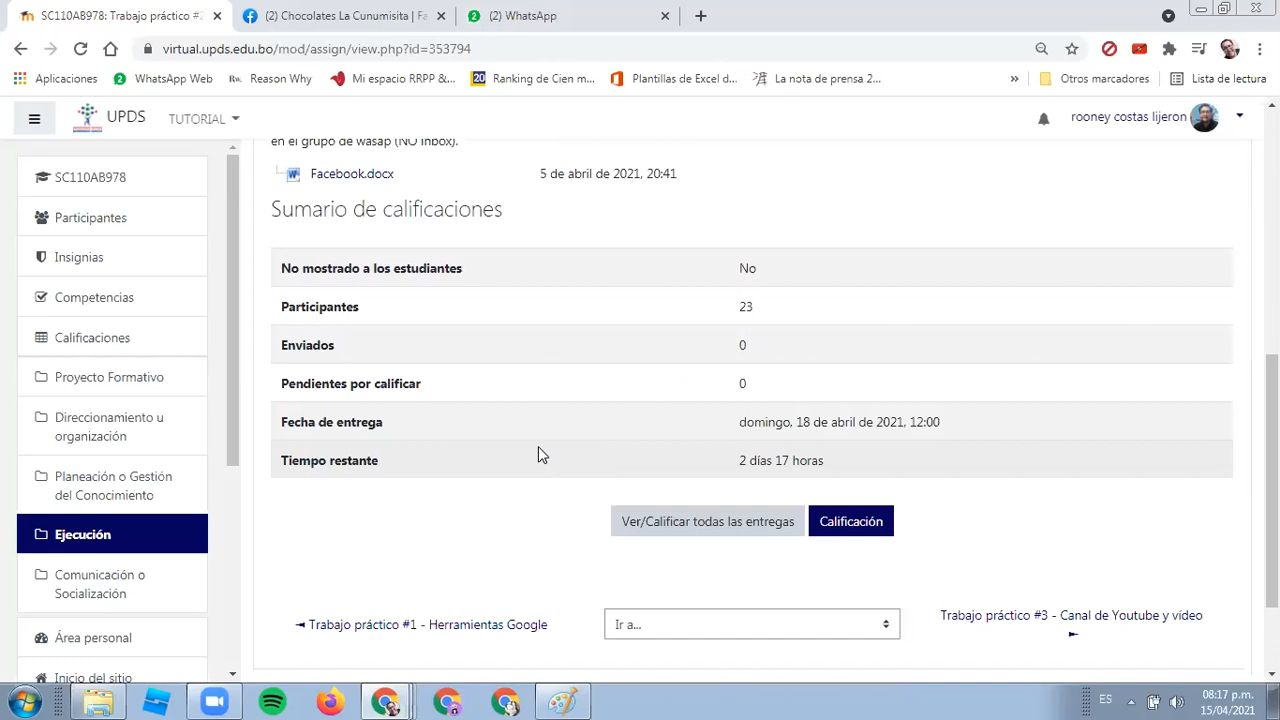 SC110AB978: Trabajo práctico #2
(2) Chocolates La Cunumisita | Fa
(2) WhatsApp
virtual.upds.edu.bo/mod/assign/view.php?id=353794
Aplicaciones
WhatsApp Web
Rw. Reason Why
Mi espacio RRPP &...
20 Ranking de Cien m...
Plantillas de Excel d...
La nota de prensa 2...
»
Otros marcadores
Lista de lectura
UPDS
TUTORIAL
rooney costas lijeron
en el grupo de wasap (NO inbox).
Facebook.docx
5 de abril de 2021, 20:41
Sumario de calificaciones
No mostrado a los estudiantes No
Participantes 23
Enviados 0
Pendientes por calificar 0
Fecha de entrega domingo, 18 de abril de 2021, 12:00
Tiempo restante 2 días 17 horas
Ver/Calificar todas las entregas
Calificación
◄ Trabajo práctico #1 - Herramientas Google
Ir a...
Trabajo práctico #3 - Canal de Youtube y vídeo
►
SC110AB978
Participantes
Insignias
Competencias
Calificaciones
Proyecto Formativo
Direccionamiento u
organización
Planeación o Gestión
del Conocimiento
Ejecución
Comunicación o
Socialización
Área personal
Inicio del sitio
ES
08:17 p.m.
15/04/2021